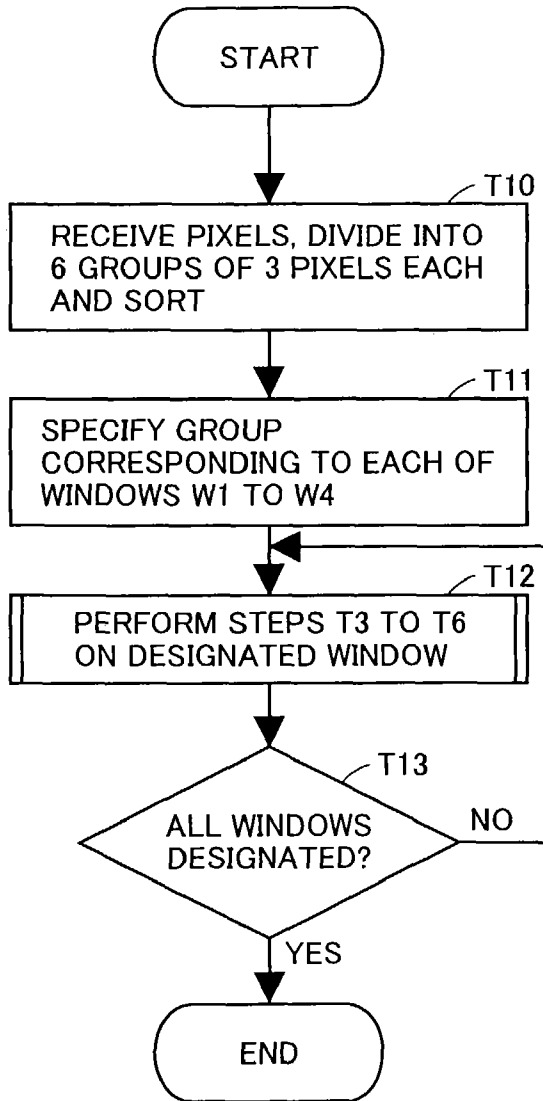 START
T10
RECEIVE PIXELS, DIVIDE INTO
6 GROUPS OF 3 PIXELS EACH
AND SORT
T11
SPECIFY GROUP
CORRESPONDING TO EACH OF
WINDOWS W1 TO W4
T12
PERFORM STEPS T3 TO T6
ON DESIGNATED WINDOW
T13
ALL WINDOWS
DESIGNATED?
NO
YES
END